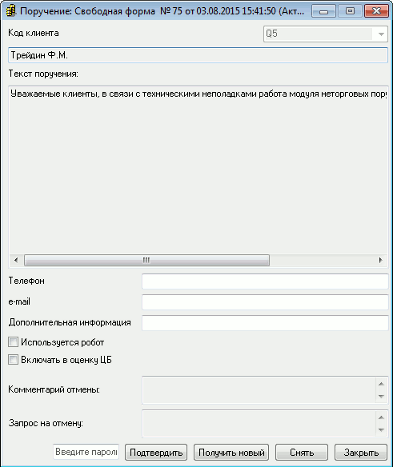 Поручение: Свободная форма № 75 от 03.08.2015 15:41:50 (Акт...
Код клиента
Q5
Трейдин Ф.М.
Текст поручения:
Уважаемые клиенты, в связи с техническими неполадками работа модуля неторговых пору
Телефон
e-mail
Дополнительная информация
Используется робот
Включать в оценку ЦБ
Комментарий отмены:
Запрос на отмену:
Введите пароль Подтвердить Получить новый Снять Закрыть